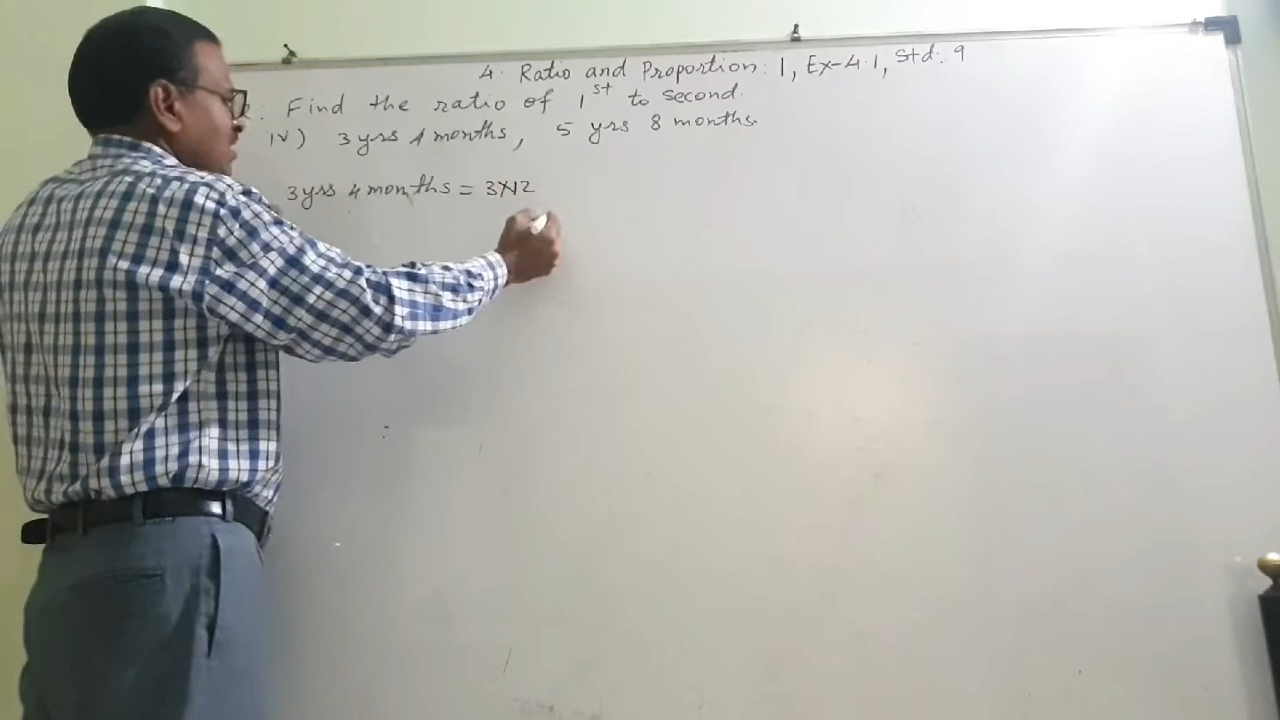 4. Ratio and Proportion: 1, Ex-4.1, Std: 9
Find the ratio of 1st to second.
iv) 3 yrs 4 months, 5 yrs 8 months.
3 yrs 4 months = 3×12